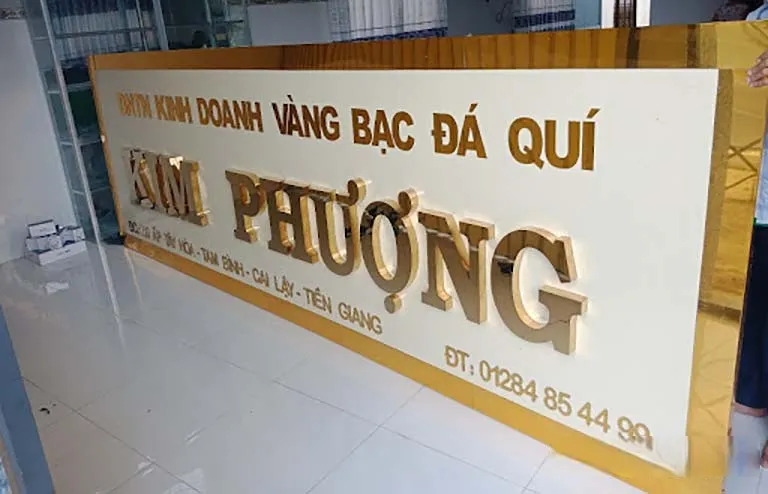 DNTN KINH DOANH VÀNG BẠC ĐÁ QUÍ
KIM PHƯỢNG
ẤP TÂY HÒA - TAM BÌNH - CAI LẬY - TIỀN GIANG
ĐT: 01284 85 44 99